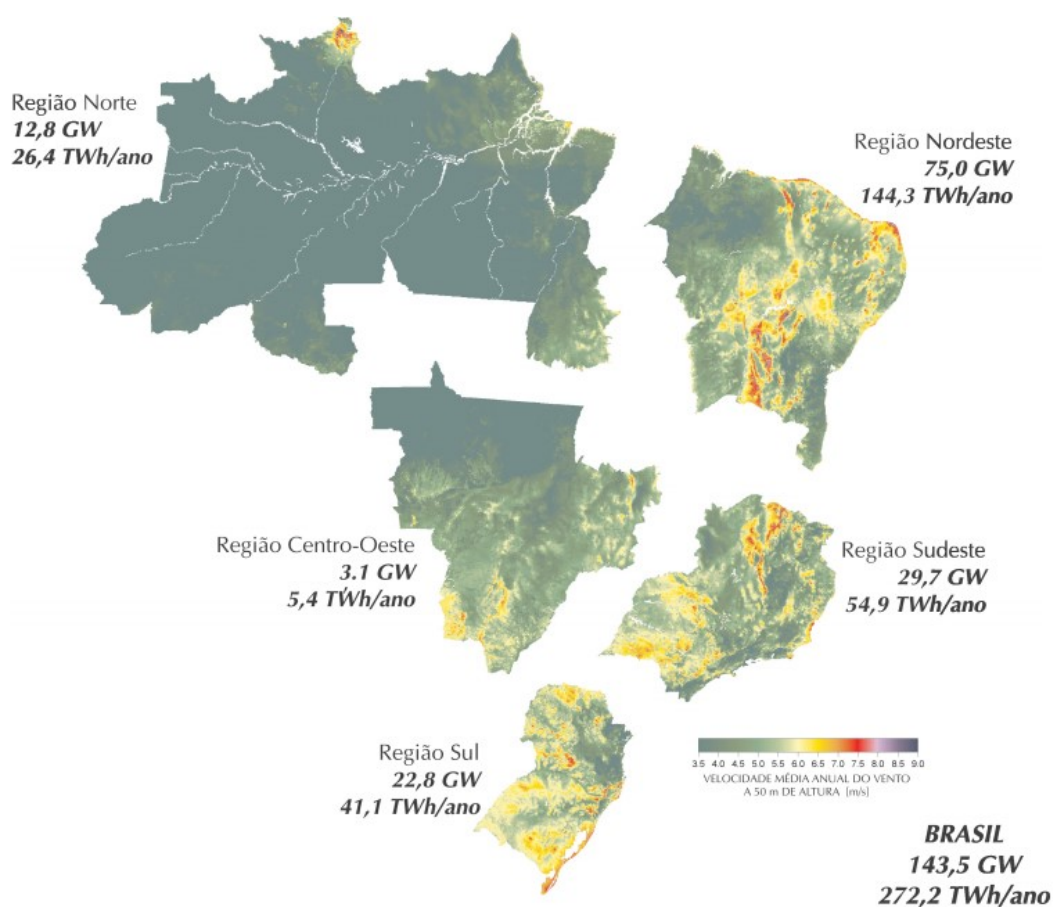 Região Norte
12,8 GW
26,4 TWh/ano
Região Nordeste
75,0 GW
144,3 TWh/ano
Região Centro-Oeste
3.1 GW
5,4 TWh/ano
Região Sudeste
29,7 GW
54,9 TWh/ano
Região Sul
22,8 GW
41,1 TWh/ano
3.5 4.0 4.5 5.0 5.5 6.0 6.5 7.0 7.5 8.0 8.5 9.0
VELOCIDADE MÉDIA ANUAL DO VENTO
A 50 m DE ALTURA [m/s]
BRASIL
143,5 GW
272,2 TWh/ano